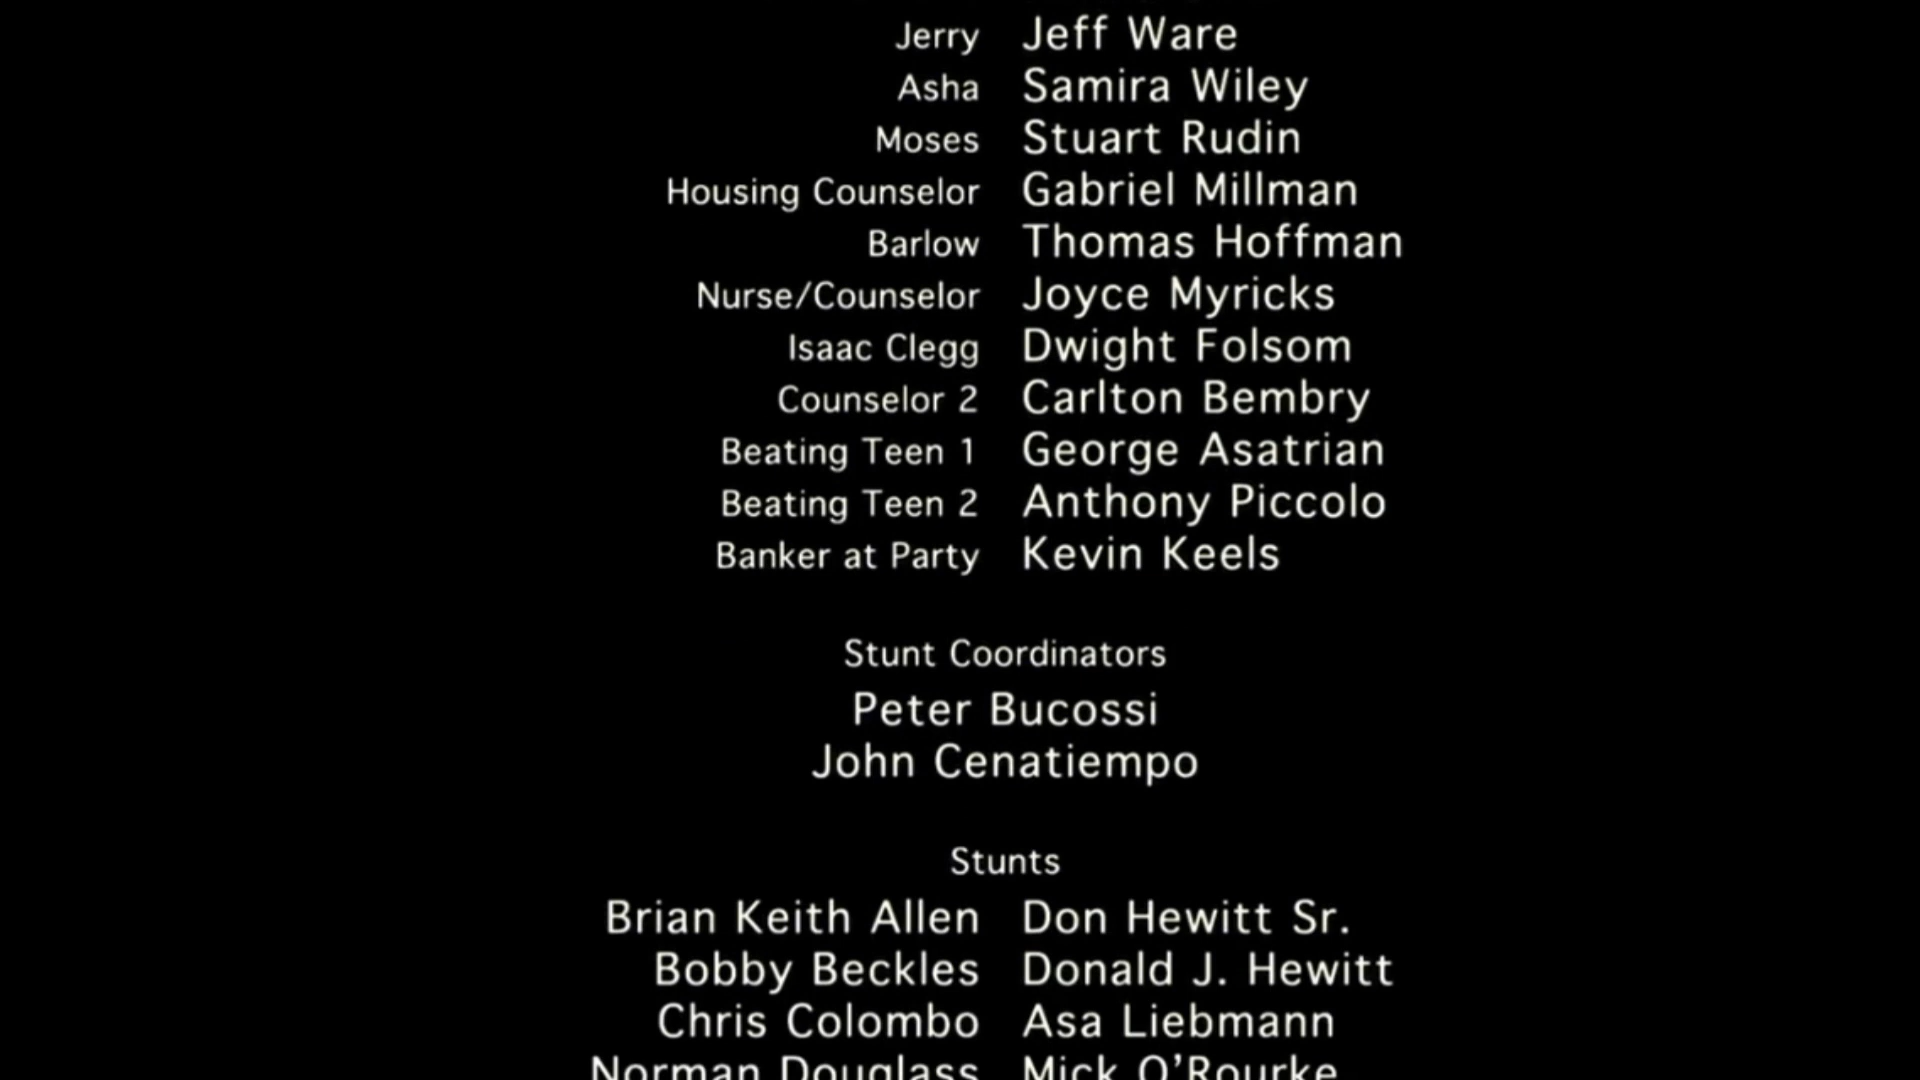 Jerry Jeff Ware
Asha Samira Wiley
Moses Stuart Rudin
Housing Counselor Gabriel Millman
Barlow Thomas Hoffman
Nurse/Counselor Joyce Myricks
Isaac Clegg Dwight Folsom
Counselor 2 Carlton Bembry
Beating Teen 1 George Asatrian
Beating Teen 2 Anthony Piccolo
Banker at Party Kevin Keels
Stunt Coordinators
Peter Bucossi
John Cenatiempo
Stunts
Brian Keith Allen Don Hewitt Sr.
Bobby Beckles Donald J. Hewitt
Chris Colombo Asa Liebmann
Norman Douglass Mick O'Rourke